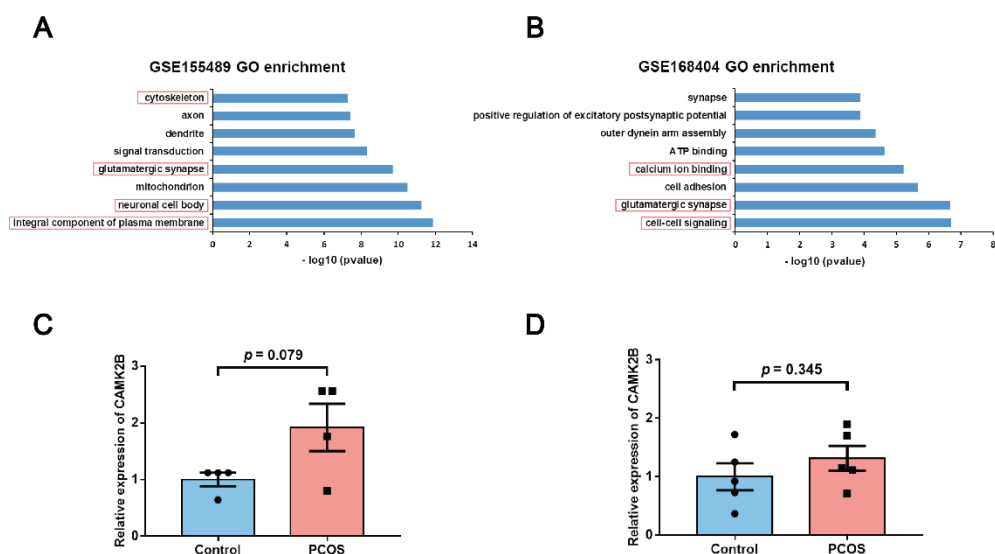 A
GSE155489 GO enrichment
cytoskeleton
axon
dendrite
signal transduction
glutamatergic synapse
mitochondrion
neuronal cell body
integral component of plasma membrane
0 2 4 6 8 10 12 14
- log10 (pvalue)
B
GSE168404 GO enrichment
synapse
positive regulation of excitatory postsynaptic potential
outer dynein arm assembly
ATP binding
calcium ion binding
cell adhesion
glutamatergic synapse
cell-cell signaling
0 1 2 3 4 5 6 7 8
- log10 (pvalue)
C
Relative expression of CAMK2B
3
2
1
0
p = 0.079
Control PCOS
D
Relative expression of CAMK2B
3
2
1
0
p = 0.345
Control PCOS